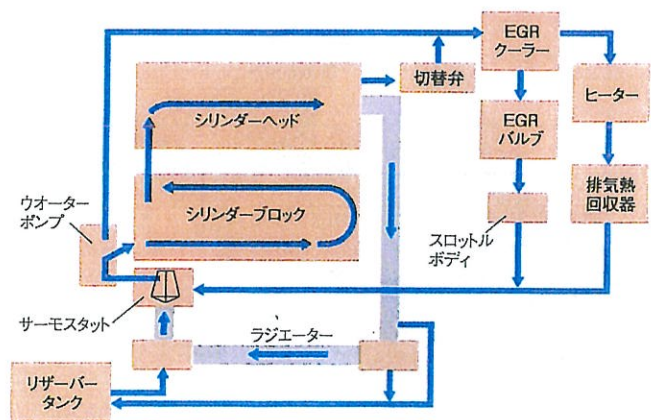 EGR
クーラー
切替弁
ヒーター
シリンダーヘッド
EGR
バルブ
排気熱
回収器
ウオーター
ポンプ
シリンダーブロック
スロットル
ボディ
サーモスタット
ラジエーター
リザーバー
タンク